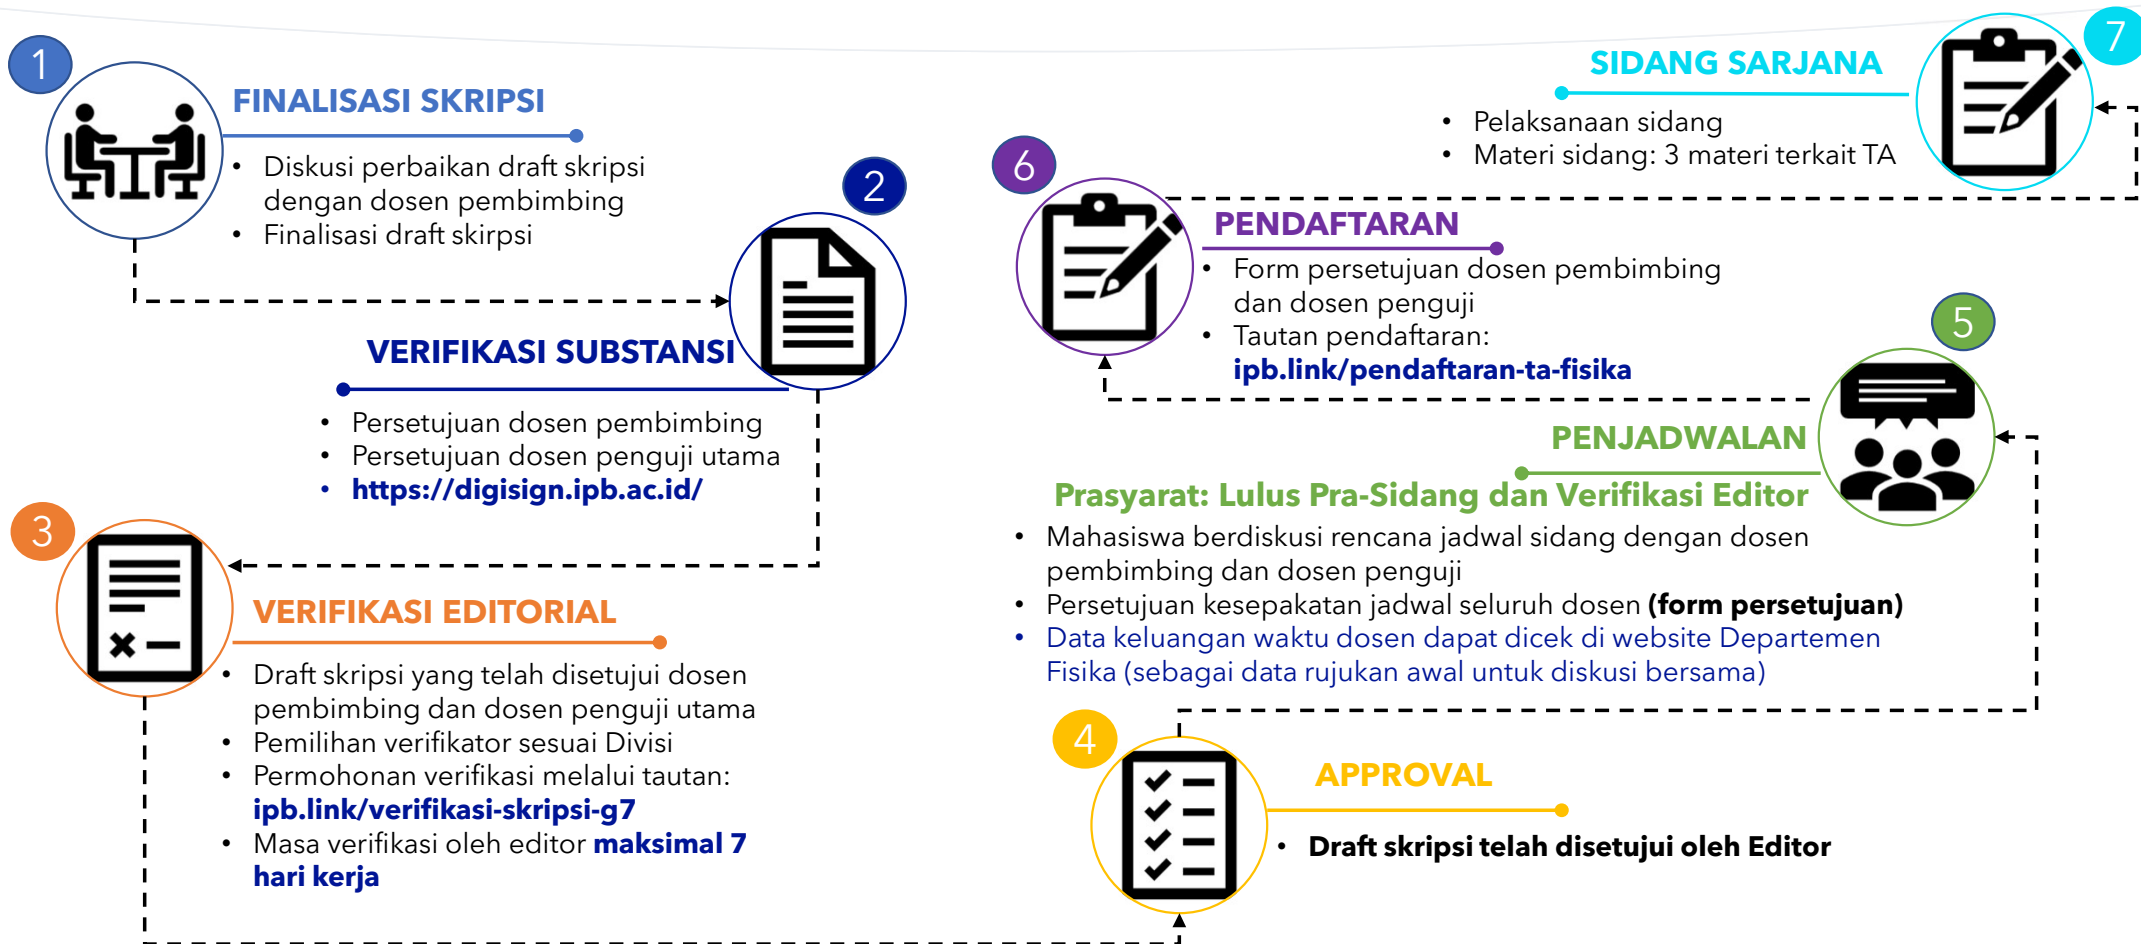 1
FINALISASI SKRIPSI
• Diskusi perbaikan draft skripsi
dengan dosen pembimbing
• Finalisasi draft skirpsi
2
VERIFIKASI SUBSTANSI
• Persetujuan dosen pembimbing
• Persetujuan dosen penguji utama
• https://digisign.ipb.ac.id/
3
VERIFIKASI EDITORIAL
• Draft skripsi yang telah disetujui dosen
pembimbing dan dosen penguji utama
• Pemilihan verifikator sesuai Divisi
• Permohonan verifikasi melalui tautan:
ipb.link/verifikasi-skripsi-g7
• Masa verifikasi oleh editor maksimal 7
hari kerja
4
APPROVAL
• Draft skripsi telah disetujui oleh Editor
5
PENJADWALAN
Prasyarat: Lulus Pra-Sidang dan Verifikasi Editor
• Mahasiswa berdiskusi rencana jadwal sidang dengan dosen
pembimbing dan dosen penguji
• Persetujuan kesepakatan jadwal seluruh dosen (form persetujuan)
• Data keluangan waktu dosen dapat dicek di website Departemen
Fisika (sebagai data rujukan awal untuk diskusi bersama)
6
PENDAFTARAN
• Form persetujuan dosen pembimbing
dan dosen penguji
• Tautan pendaftaran:
ipb.link/pendaftaran-ta-fisika
7
SIDANG SARJANA
• Pelaksanaan sidang
• Materi sidang: 3 materi terkait TA